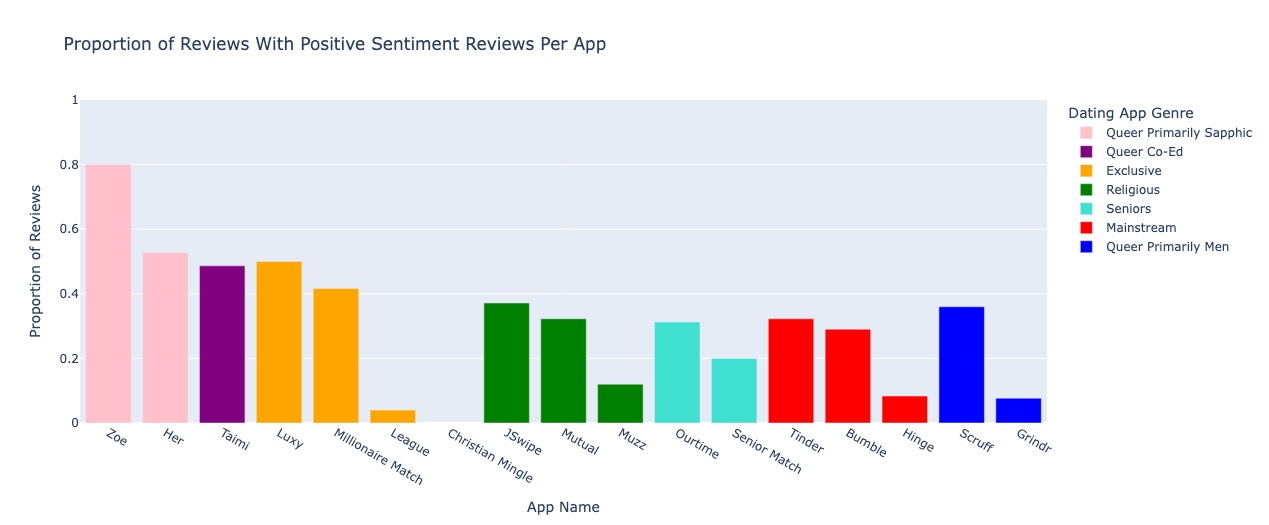 Proportion of Reviews With Positive Sentiment Reviews Per App
Proportion of Reviews
1
0.8
0.6
0.4
0.2
0
Zoe
Her
Taimi
Luxy
Millionaire Match
League
Christian Mingle
JSwipe
Mutual
Muzz
Ourtime
Senior Match
Tinder
Bumble
Hinge
Scruff
Grindr
App Name
Dating App Genre
Queer Primarily Sapphic
Queer Co-Ed
Exclusive
Religious
Seniors
Mainstream
Queer Primarily Men